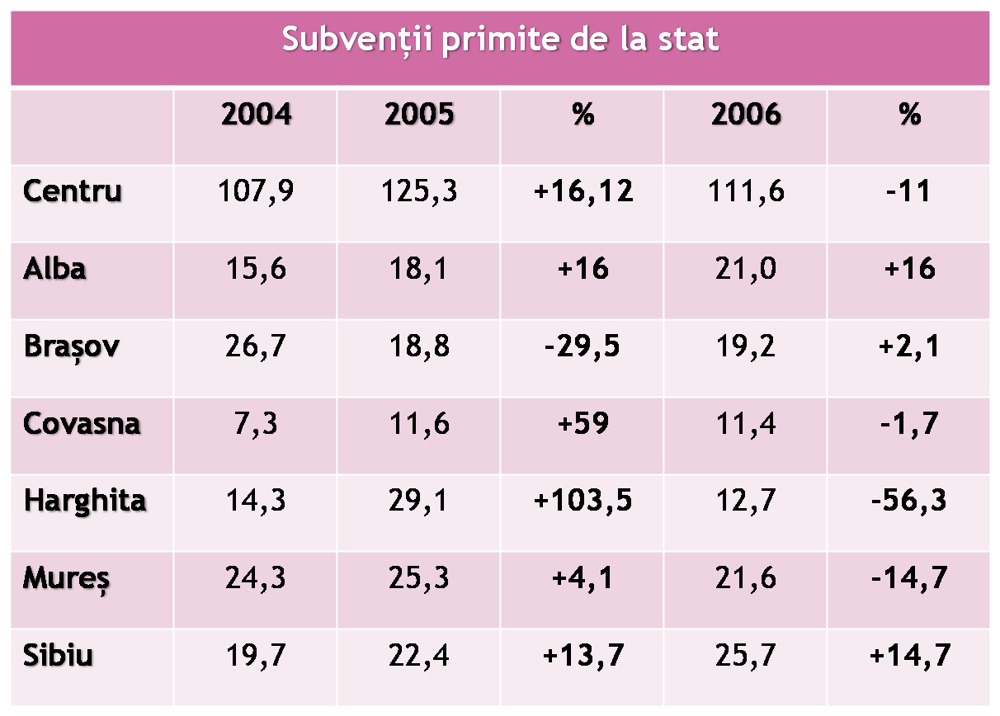 Subvenții primite de la stat
2004 2005 % 2006 %
Centru 107,9 125,3 +16,12 111,6 -11
Alba 15,6 18,1 +16 21,0 +16
Brașov 26,7 18,8 -29,5 19,2 +2,1
Covasna 7,3 11,6 +59 11,4 -1,7
Harghita 14,3 29,1 +103,5 12,7 -56,3
Mureș 24,3 25,3 +4,1 21,6 -14,7
Sibiu 19,7 22,4 +13,7 25,7 +14,7